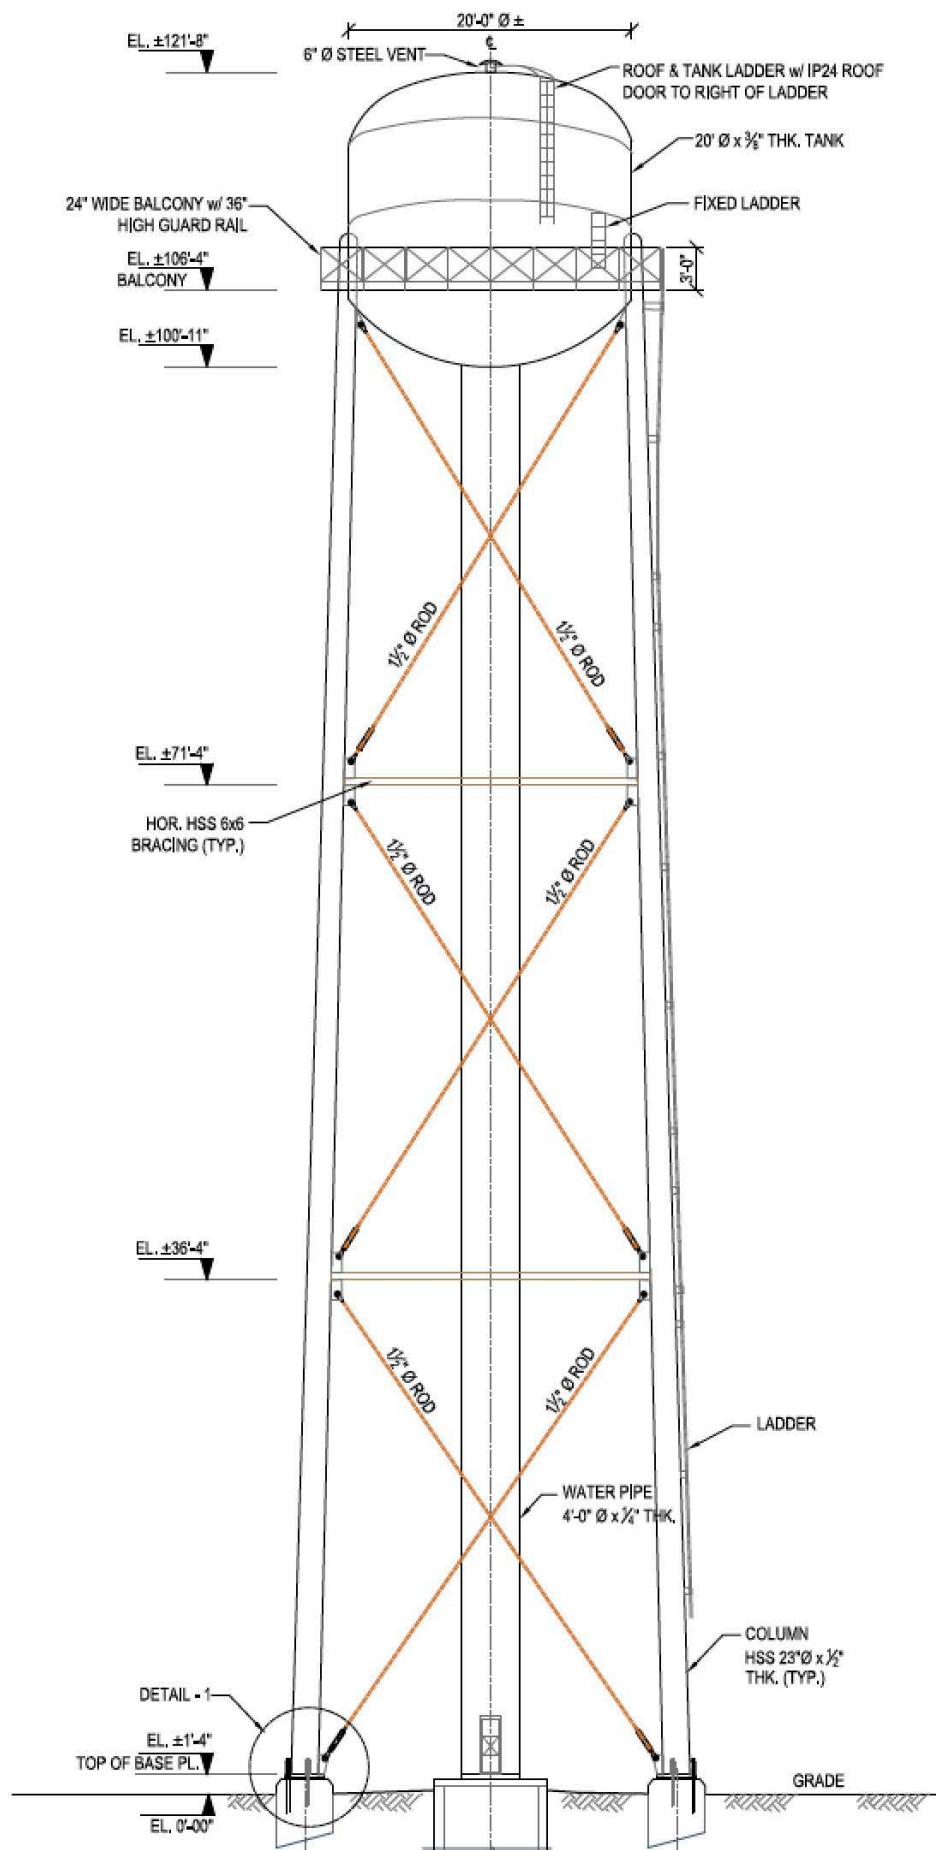 20'-0" Ø ±
EL. ±121'-8"
℄
6" Ø STEEL VENT
ROOF & TANK LADDER w/ IP24 ROOF
DOOR TO RIGHT OF LADDER
20' Ø x ⅜" THK. TANK
24" WIDE BALCONY w/ 36"
HIGH GUARD RAIL
FIXED LADDER
EL. ±106'-4"
BALCONY
3'-0"
EL. ±100'-11"
1½" Ø ROD
1½" Ø ROD
EL. ±71'-4"
HOR. HSS 6x6
BRACING (TYP.)
1½" Ø ROD
1½" Ø ROD
EL. ±36'-4"
1½" Ø ROD
1½" Ø ROD
LADDER
WATER PIPE
4'-0" Ø x ¼" THK.
COLUMN
HSS 23"Ø x ½"
THK. (TYP.)
DETAIL - 1
EL. ±1'-4"
TOP OF BASE PL.
GRADE
EL. 0'-00"